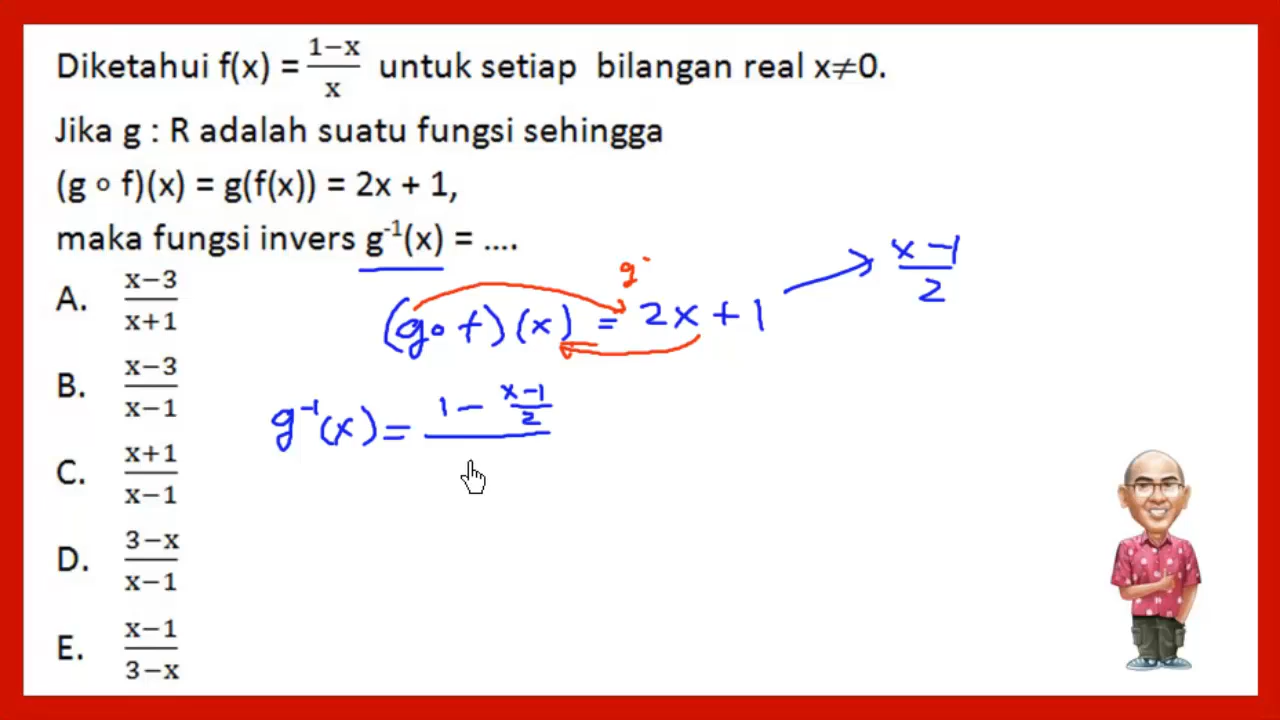 Diketahui f(x) = (1−x)/x untuk setiap bilangan real x≠0.
Jika g : R adalah suatu fungsi sehingga
(g ∘ f)(x) = g(f(x)) = 2x + 1,
maka fungsi invers g⁻¹(x) = ....
A. (x−3)/(x+1)
B. (x−3)/(x−1)
C. (x+1)/(x−1)
D. (3−x)/(x−1)
E. (x−1)/(3−x)
g⁻
(g∘f)(x) = 2x + 1 → (x−1)/2
g⁻¹(x) = (1 − (x−1)/2)/